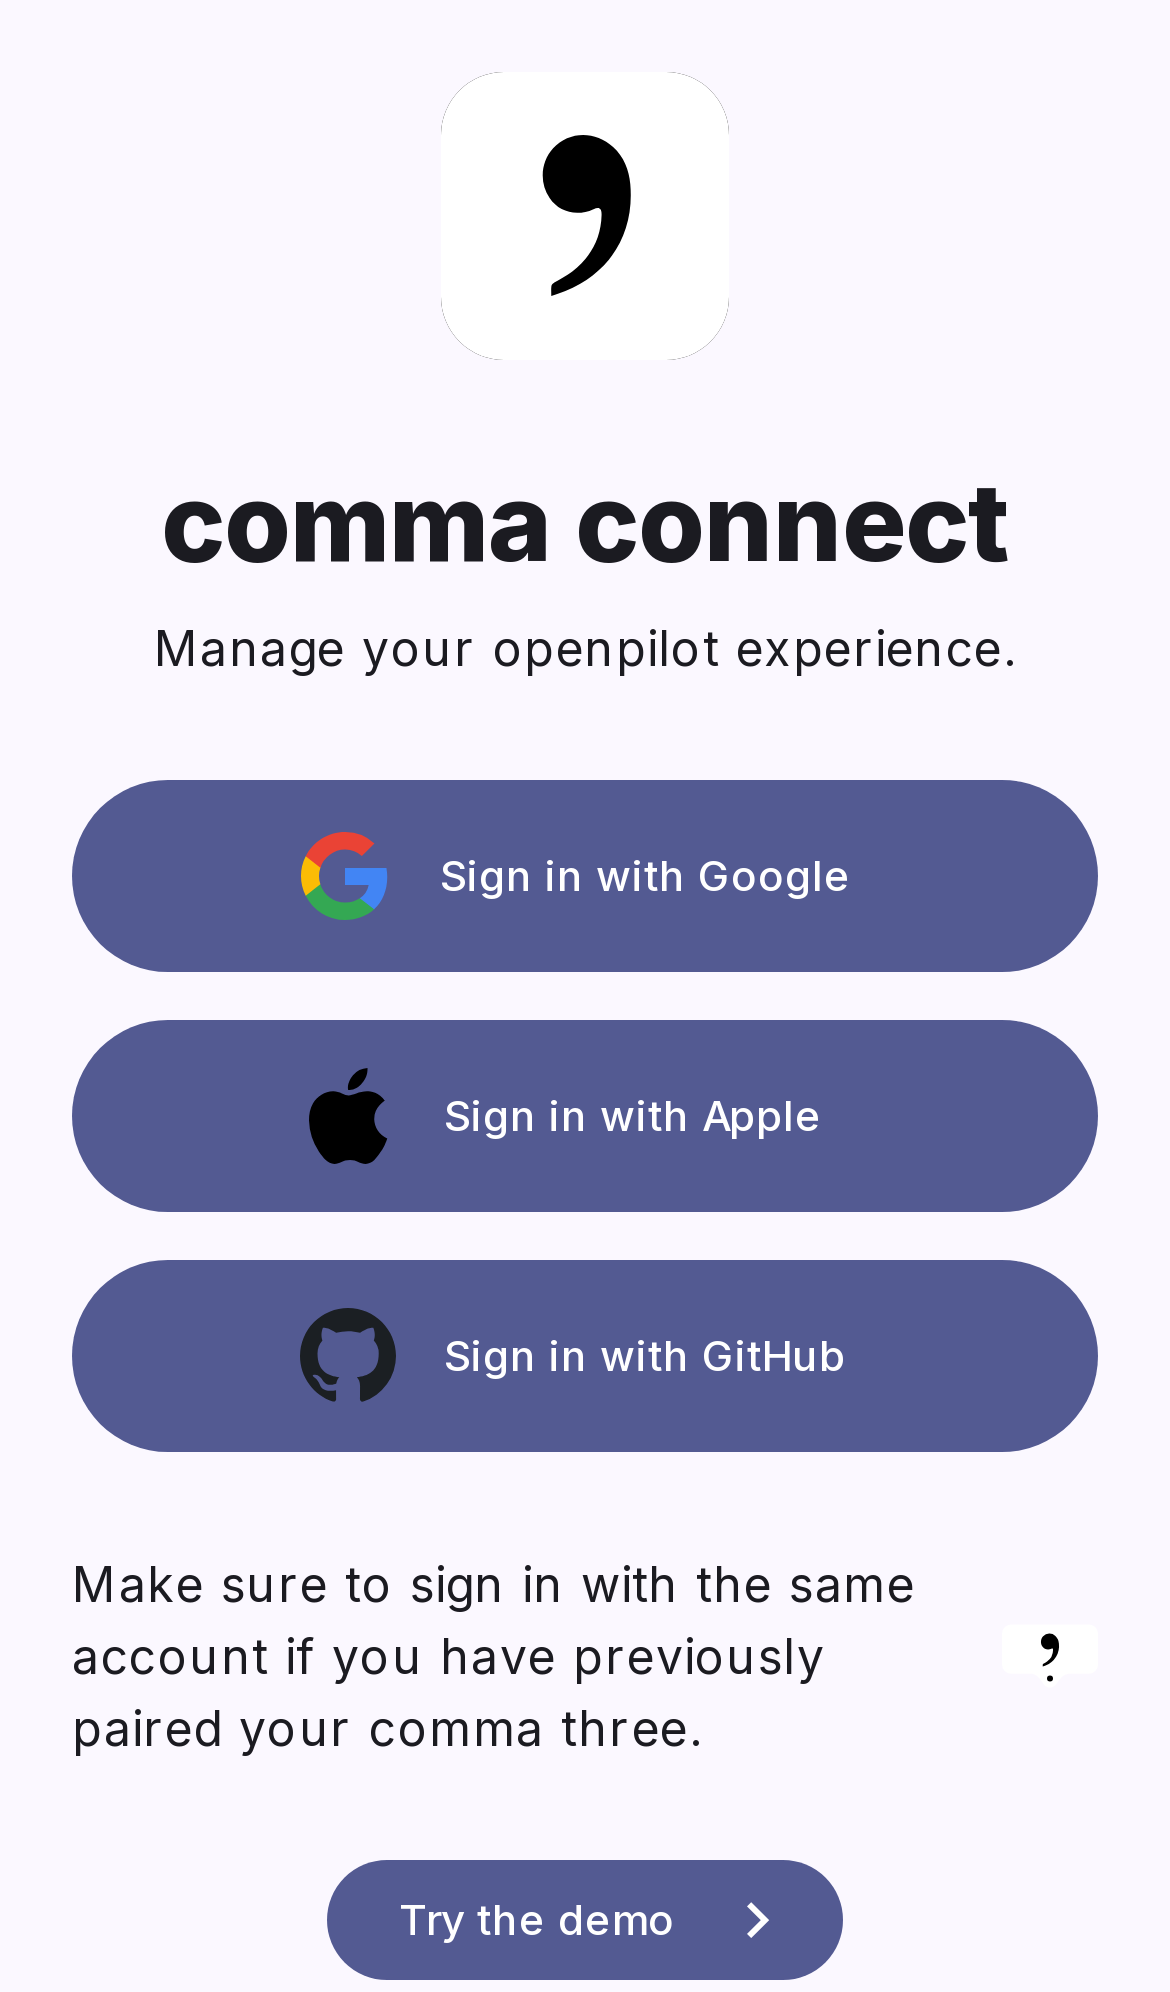 comma connect
Manage your openpilot experience.
Sign in with Google
Sign in with Apple
Sign in with GitHub
Make sure to sign in with the same
account if you have previously
paired your comma three.
Try the demo